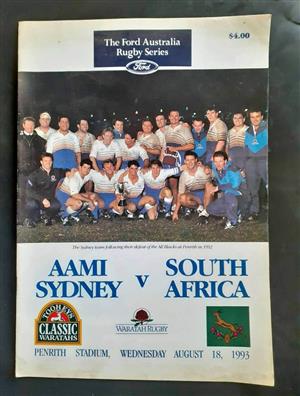 The Ford Australia
Rugby Series
Ford
$4.00
The Sydney team following their defeat of the All Blacks at Penrith in 1992
AAMI
SYDNEY
V
SOUTH
AFRICA
TOOHEYS
CLASSIC
WARATAHS
WARATAH RUGBY
PENRITH STADIUM, WEDNESDAY AUGUST 18, 1993